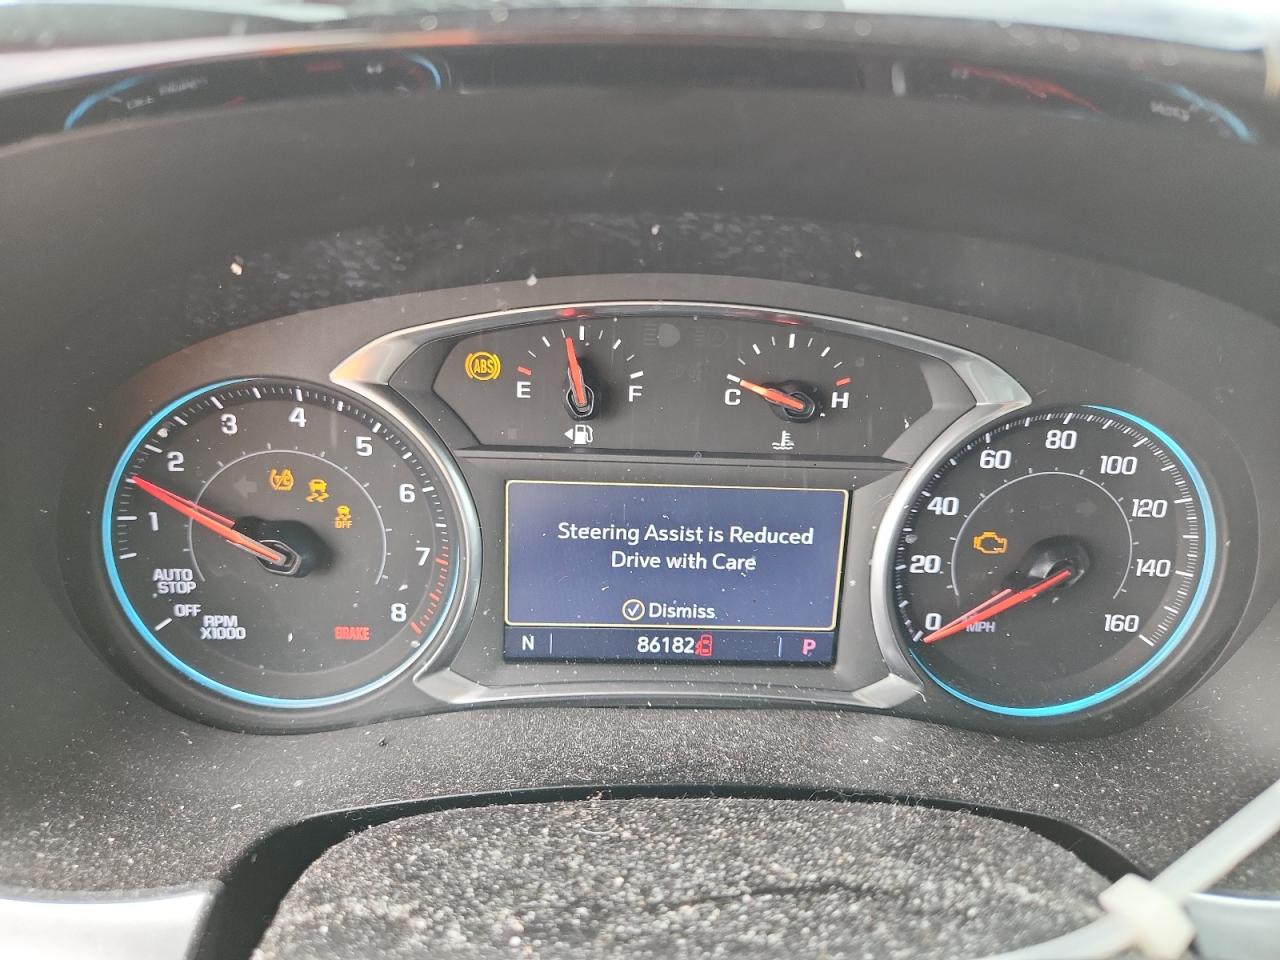 ABS
E
F
C
H
1
2
3
4
5
6
7
8
AUTO
STOP
OFF
RPM
X1000
OFF
BRAKE
Steering Assist is Reduced
Drive with Care
Dismiss
N
86182
P
0
20
40
60
80
100
120
140
160
MPH